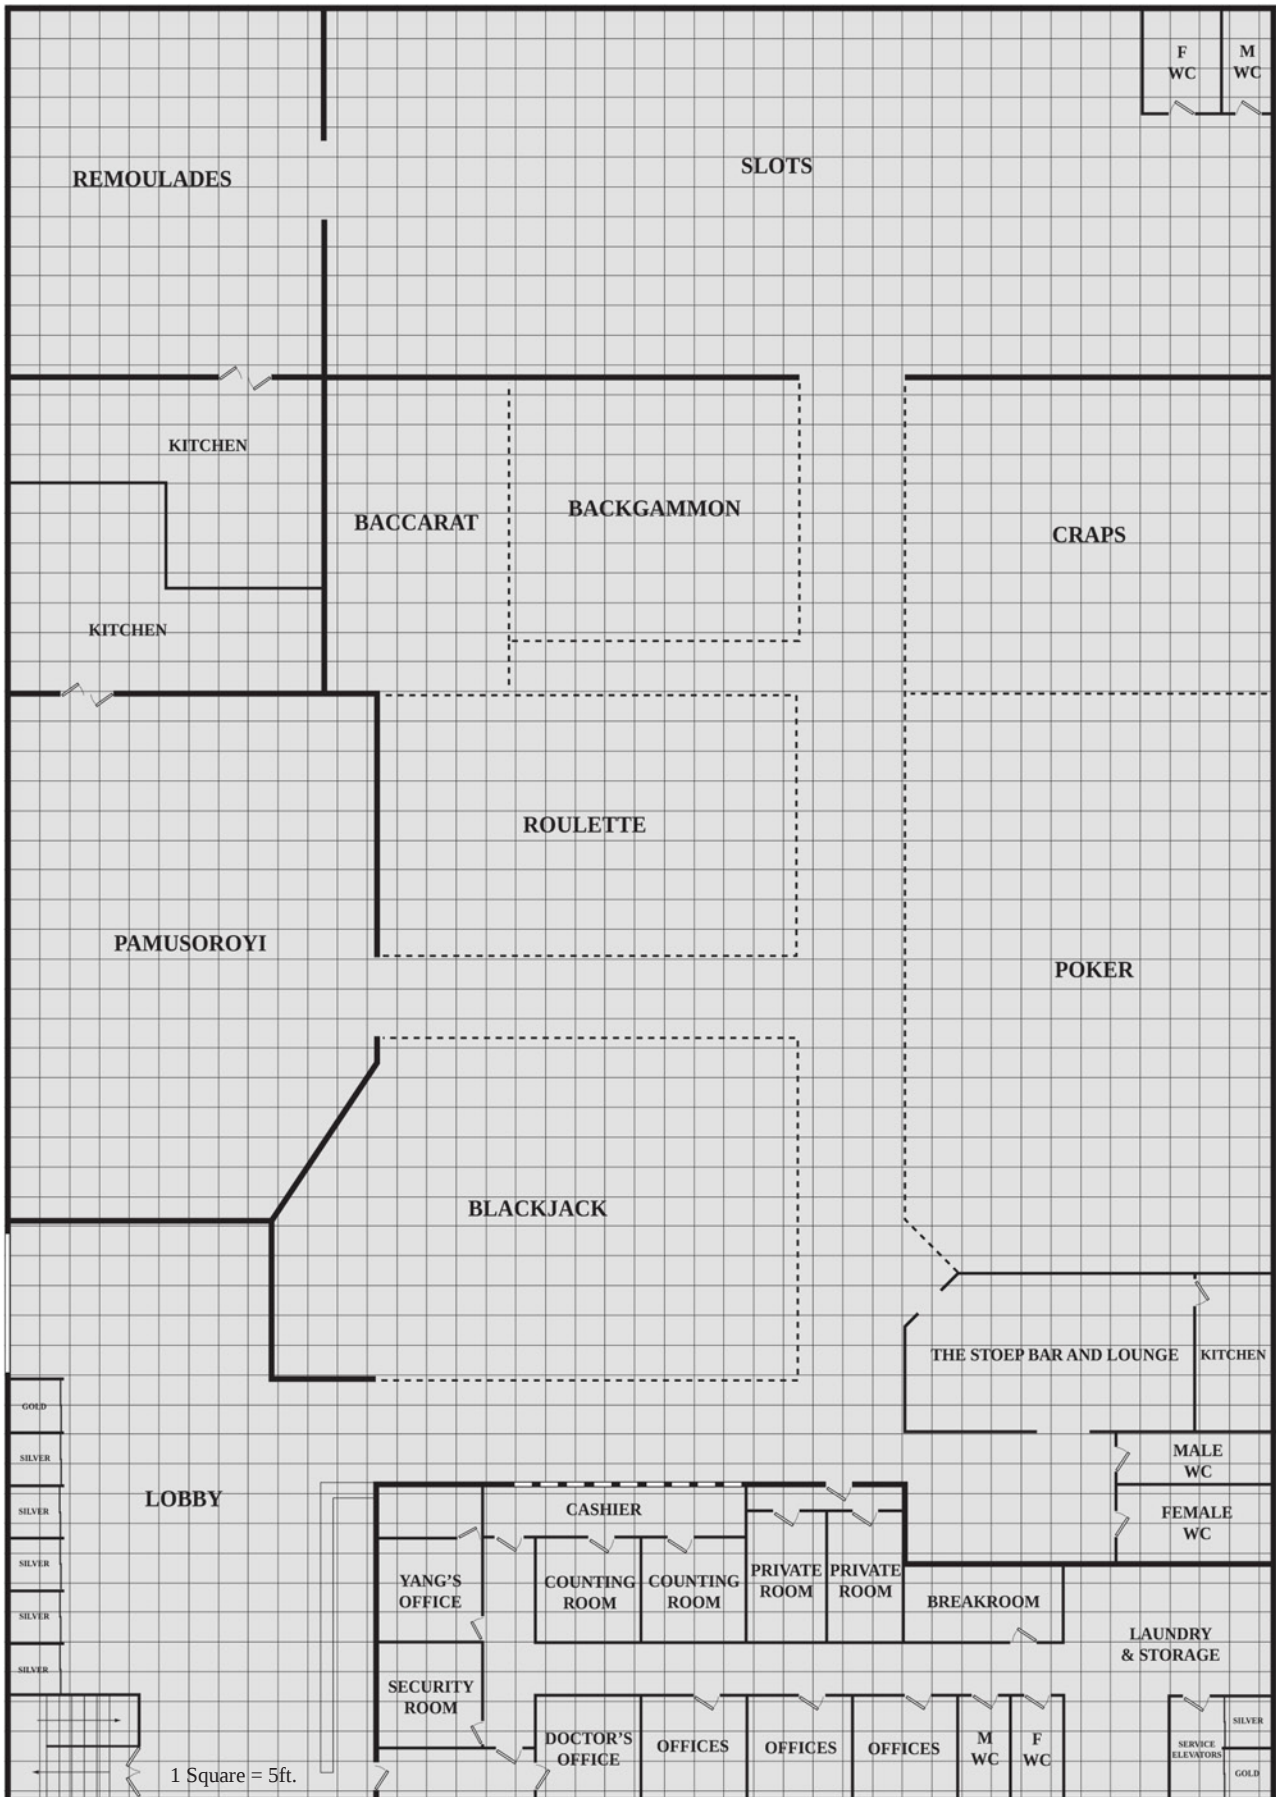 F
WC
M
WC
REMOULADES
SLOTS
KITCHEN
BACCARAT
BACKGAMMON
CRAPS
KITCHEN
ROULETTE
PAMUSOROYI
POKER
BLACKJACK
THE STOEP BAR AND LOUNGE
KITCHEN
GOLD
SILVER
SILVER
SILVER
SILVER
SILVER
LOBBY
MALE
WC
FEMALE
WC
CASHIER
YANG'S
OFFICE
COUNTING
ROOM
COUNTING
ROOM
PRIVATE
ROOM
PRIVATE
ROOM
BREAKROOM
LAUNDRY
& STORAGE
SECURITY
ROOM
DOCTOR'S
OFFICE
OFFICES
OFFICES
OFFICES
M
WC
F
WC
SERVICE
ELEVATORS
SILVER
GOLD
1 Square = 5ft.